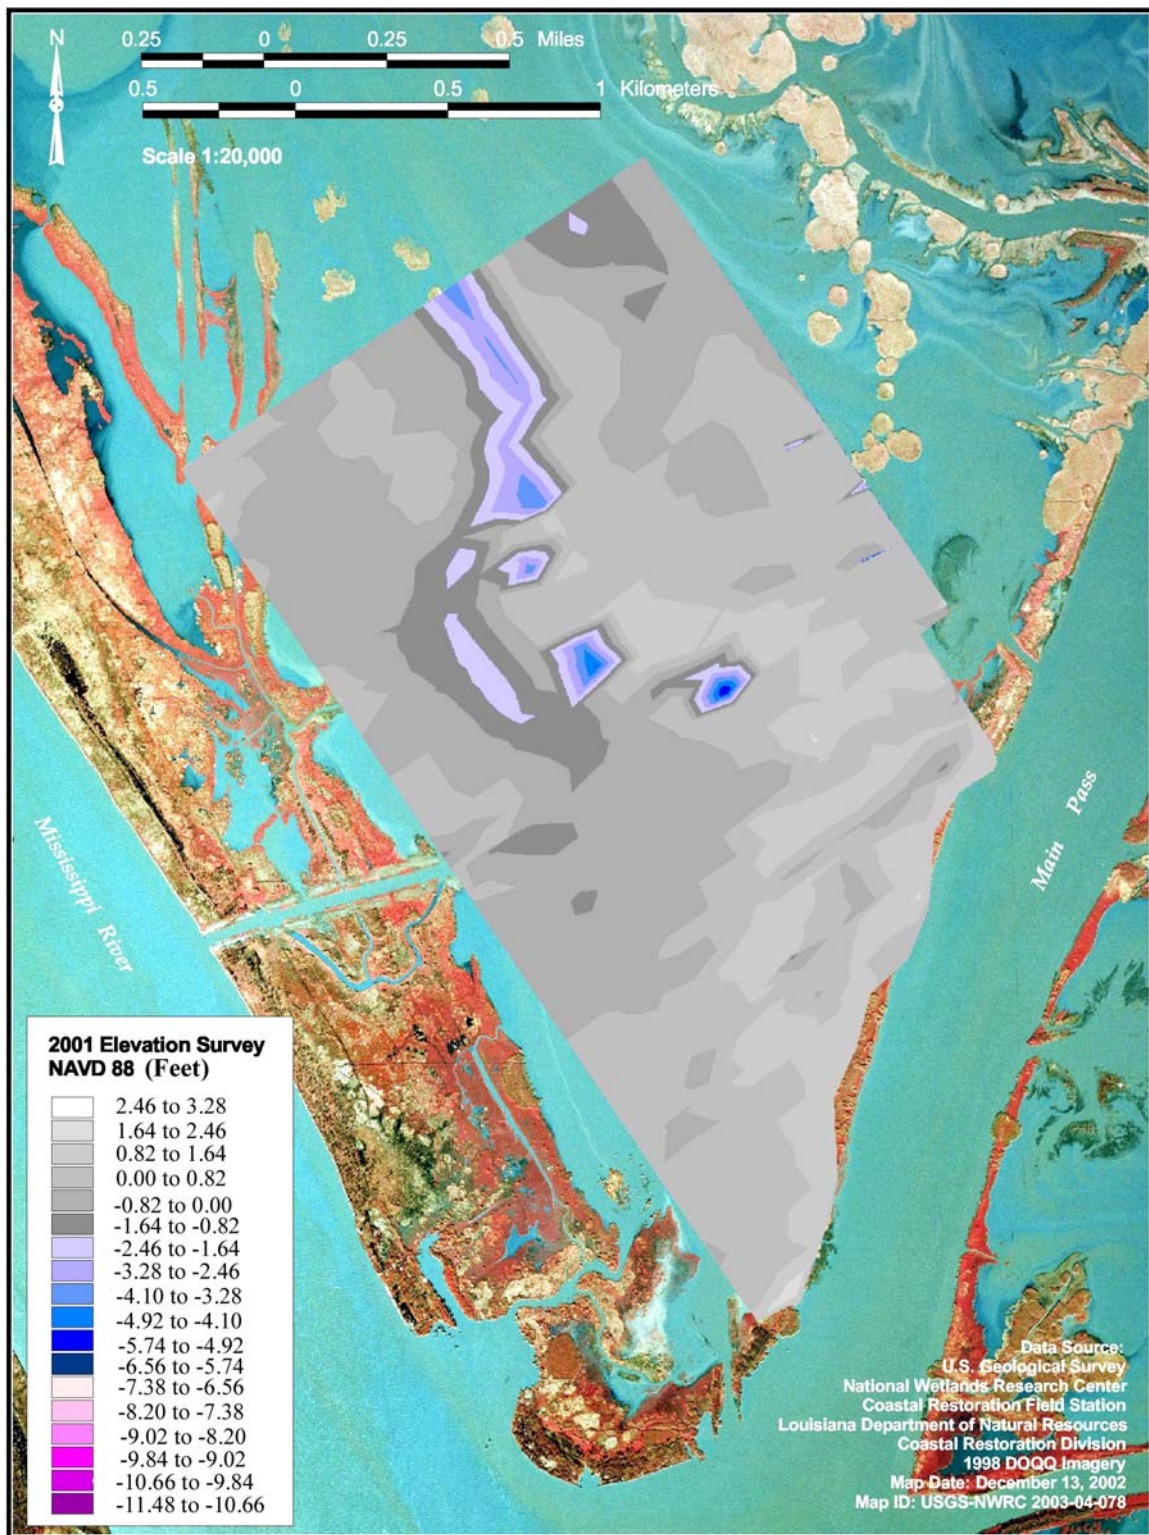 N
0.25 0 0.25 0.5 Miles
0.5 0 0.5 1 Kilometers
Scale 1:20,000
Mississippi River
Main Pass
2001 Elevation Survey
NAVD 88 (Feet)
2.46 to 3.28
1.64 to 2.46
0.82 to 1.64
0.00 to 0.82
-0.82 to 0.00
-1.64 to -0.82
-2.46 to -1.64
-3.28 to -2.46
-4.10 to -3.28
-4.92 to -4.10
-5.74 to -4.92
-6.56 to -5.74
-7.38 to -6.56
-8.20 to -7.38
-9.02 to -8.20
-9.84 to -9.02
-10.66 to -9.84
-11.48 to -10.66
Data Source:
U.S. Geological Survey
National Wetlands Research Center
Coastal Restoration Field Station
Louisiana Department of Natural Resources
Coastal Restoration Division
1998 DOQQ Imagery
Map Date: December 13, 2002
Map ID: USGS-NWRC 2003-04-078